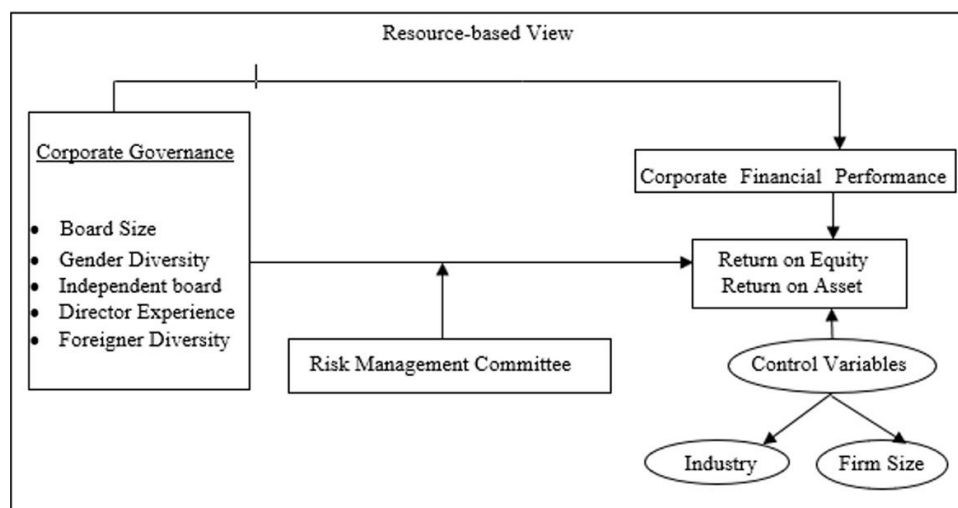 Resource-based View
Corporate Governance
• Board Size
• Gender Diversity
• Independent board
• Director Experience
• Foreigner Diversity
Risk Management Committee
Corporate Financial Performance
Return on Equity
Return on Asset
Control Variables
Industry
Firm Size